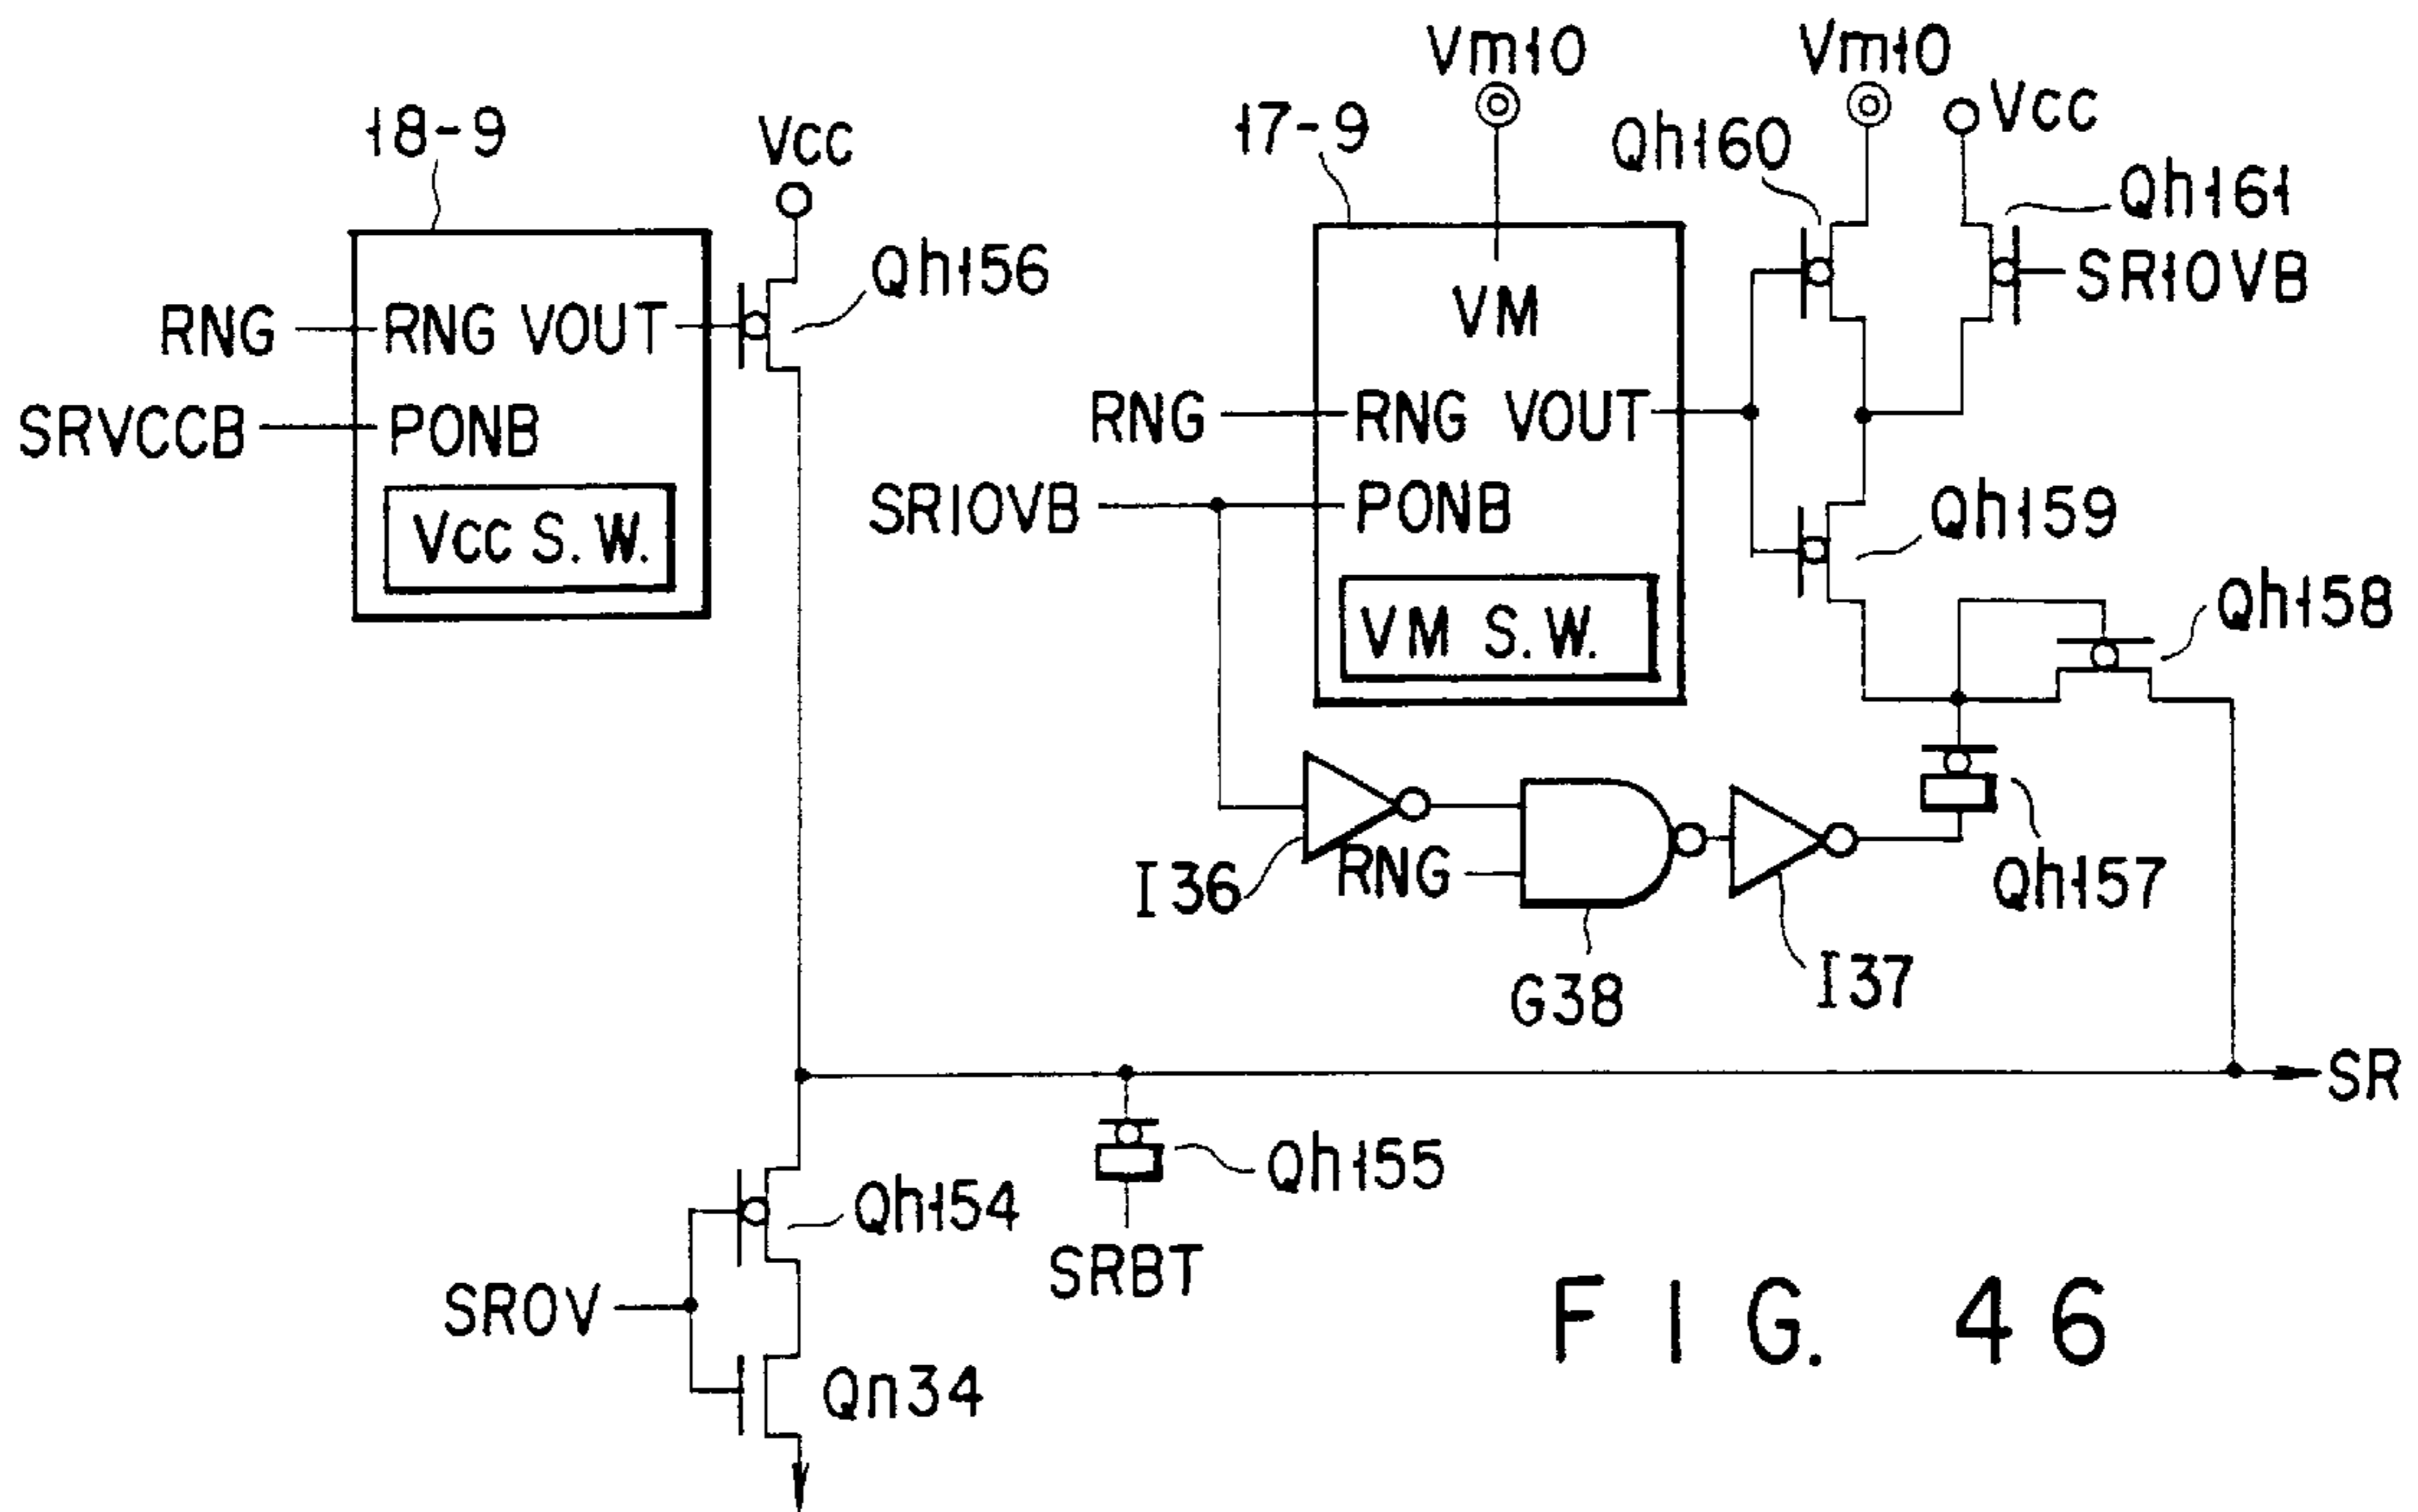 Vm10
Vm10
Vcc
18-9
Vcc
17-9
Qh160
Qh161
SR10VB
Qh156
RNG
RNG VOUT
SRVCCB
PONB
Vcc S.W.
VM
RNG
RNG VOUT
SR10VB
PONB
VM S.W.
Qh159
Qh158
Qh157
I36
RNG
G38
I37
SR
Qh155
Qh154
SRBT
SR0V
Qn34
FIG. 46